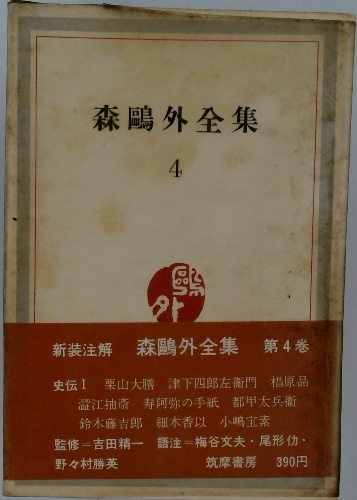 森鷗外全集
4
鷗外
新装注解 森鷗外全集 第4巻
史伝Ⅰ 栗山大膳 津下四郎左衞門 椙原品
澀江抽斎 寿阿弥の手紙 都甲太兵衞
鈴木藤吉郎 細木香以 小嶋宝素
監修=吉田精一 語注=梅谷文夫・尾形仂・
野々村勝英 筑摩書房 390円